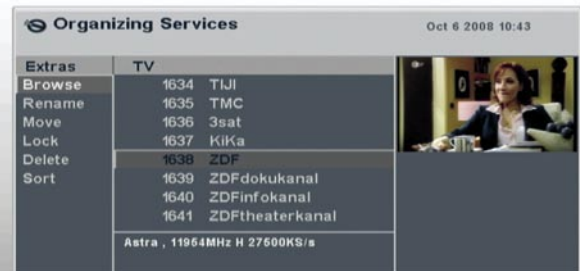 Organizing Services
Oct 6 2008 10:43
Extras
TV
Browse
Rename
Move
Lock
Delete
Sort
1634 TIJI
1635 TMC
1636 3sat
1637 KiKa
1638 ZDF
1639 ZDFdokukanal
1640 ZDFinfokanal
1641 ZDFtheaterkanal
Astra , 11954MHz H 27500KS/s